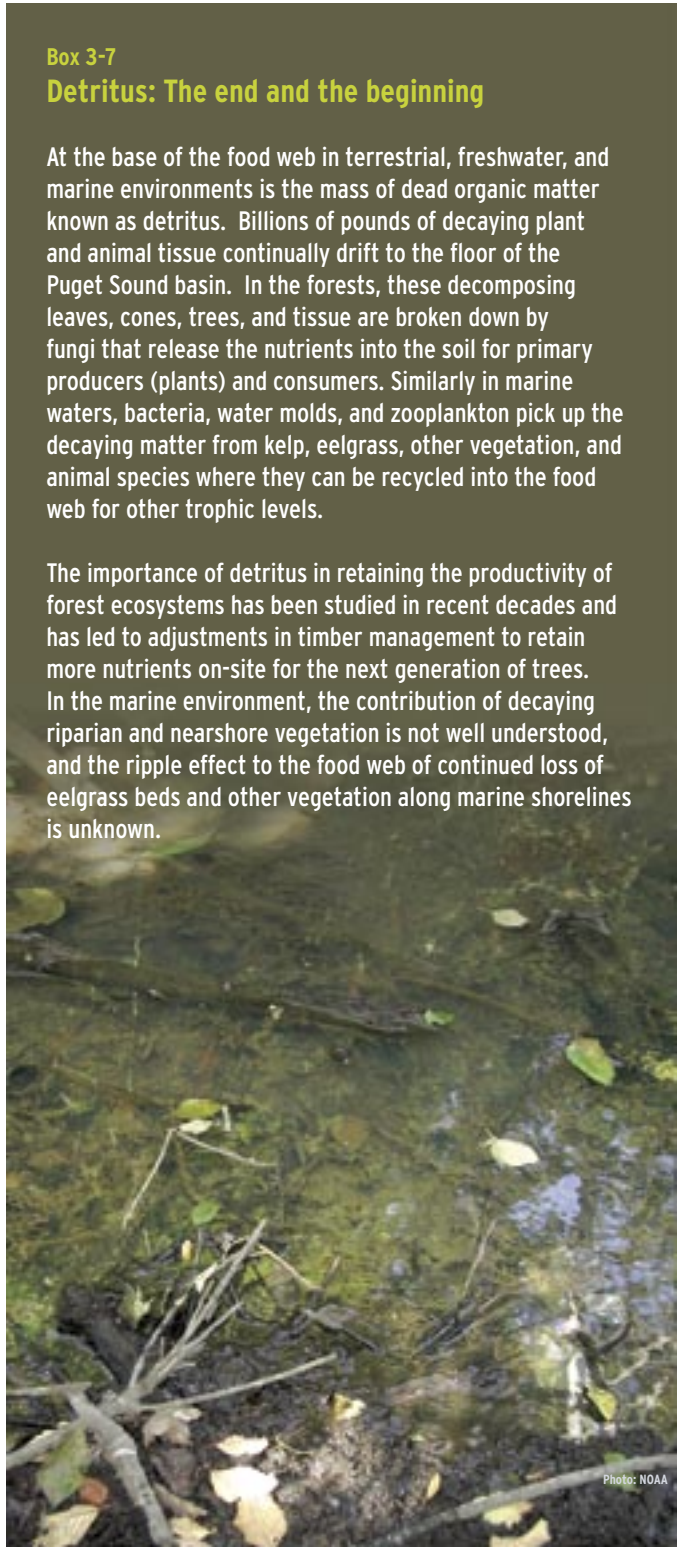 Box 3-7
Detritus: The end and the beginning
At the base of the food web in terrestrial, freshwater, and
marine environments is the mass of dead organic matter
known as detritus.  Billions of pounds of decaying plant
and animal tissue continually drift to the floor of the
Puget Sound basin.  In the forests, these decomposing
leaves, cones, trees, and tissue are broken down by
fungi that release the nutrients into the soil for primary
producers (plants) and consumers. Similarly in marine
waters, bacteria, water molds, and zooplankton pick up the
decaying matter from kelp, eelgrass, other vegetation, and
animal species where they can be recycled into the food
web for other trophic levels.
The importance of detritus in retaining the productivity of
forest ecosystems has been studied in recent decades and
has led to adjustments in timber management to retain
more nutrients on-site for the next generation of trees.
In the marine environment, the contribution of decaying
riparian and nearshore vegetation is not well understood,
and the ripple effect to the food web of continued loss of
eelgrass beds and other vegetation along marine shorelines
is unknown.
Photo: NOAA